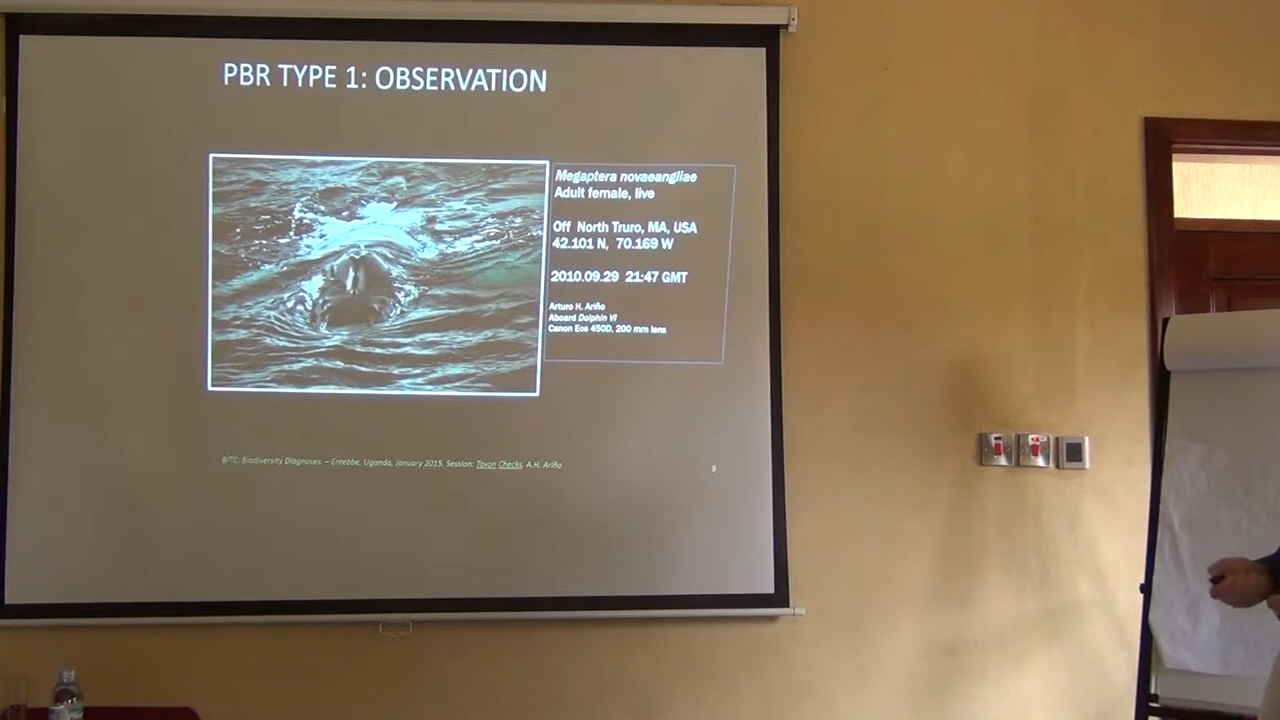 PBR TYPE 1: OBSERVATION
Megaptera novaeangliae
Adult female, live
Off North Truro, MA, USA
42.101 N, 70.169 W
2010.09.29 21:47 GMT
Arturo H. Ariño
Aboard Dolphin VI
Canon Eos 450D, 200 mm lens
BITC: Biodiversity Diagnoses. – Entebbe, Uganda, January 2015. Session: Taxon Checks. A.H. Ariño
9